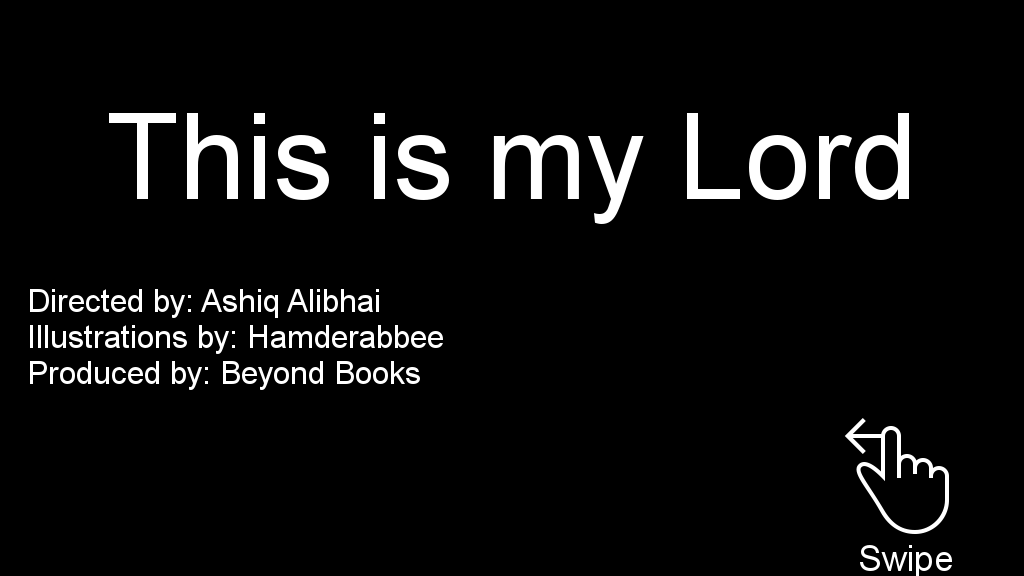 This is my Lord
Directed by: Ashiq Alibhai
Illustrations by: Hamderabbee
Produced by: Beyond Books
Swipe